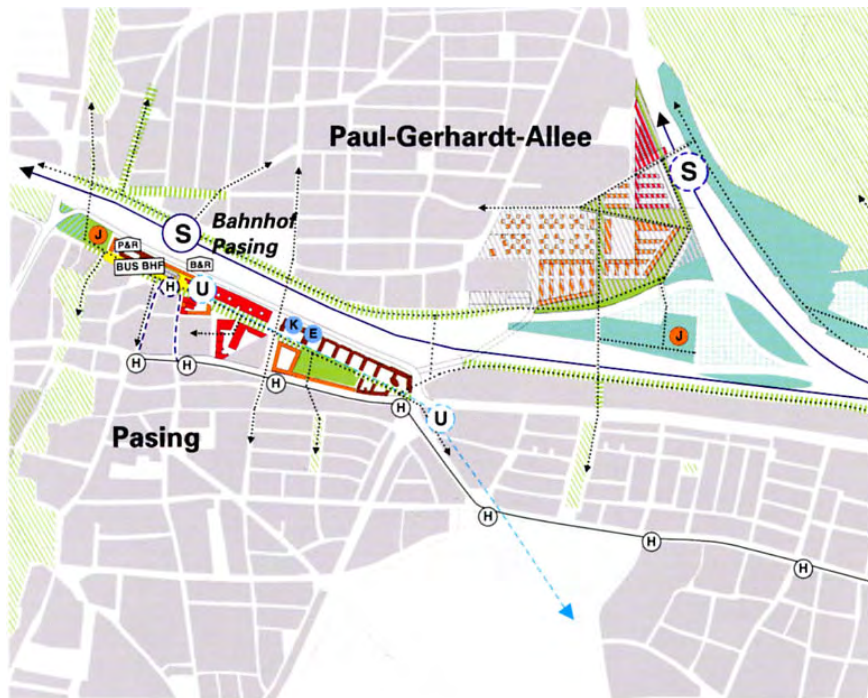 Paul-Gerhardt-Allee
S
S
Bahnhof
Pasing
J
P&R
BUS BHF
B&R
H
U
K
E
J
H
H
H
H
U
Pasing
H
H
H